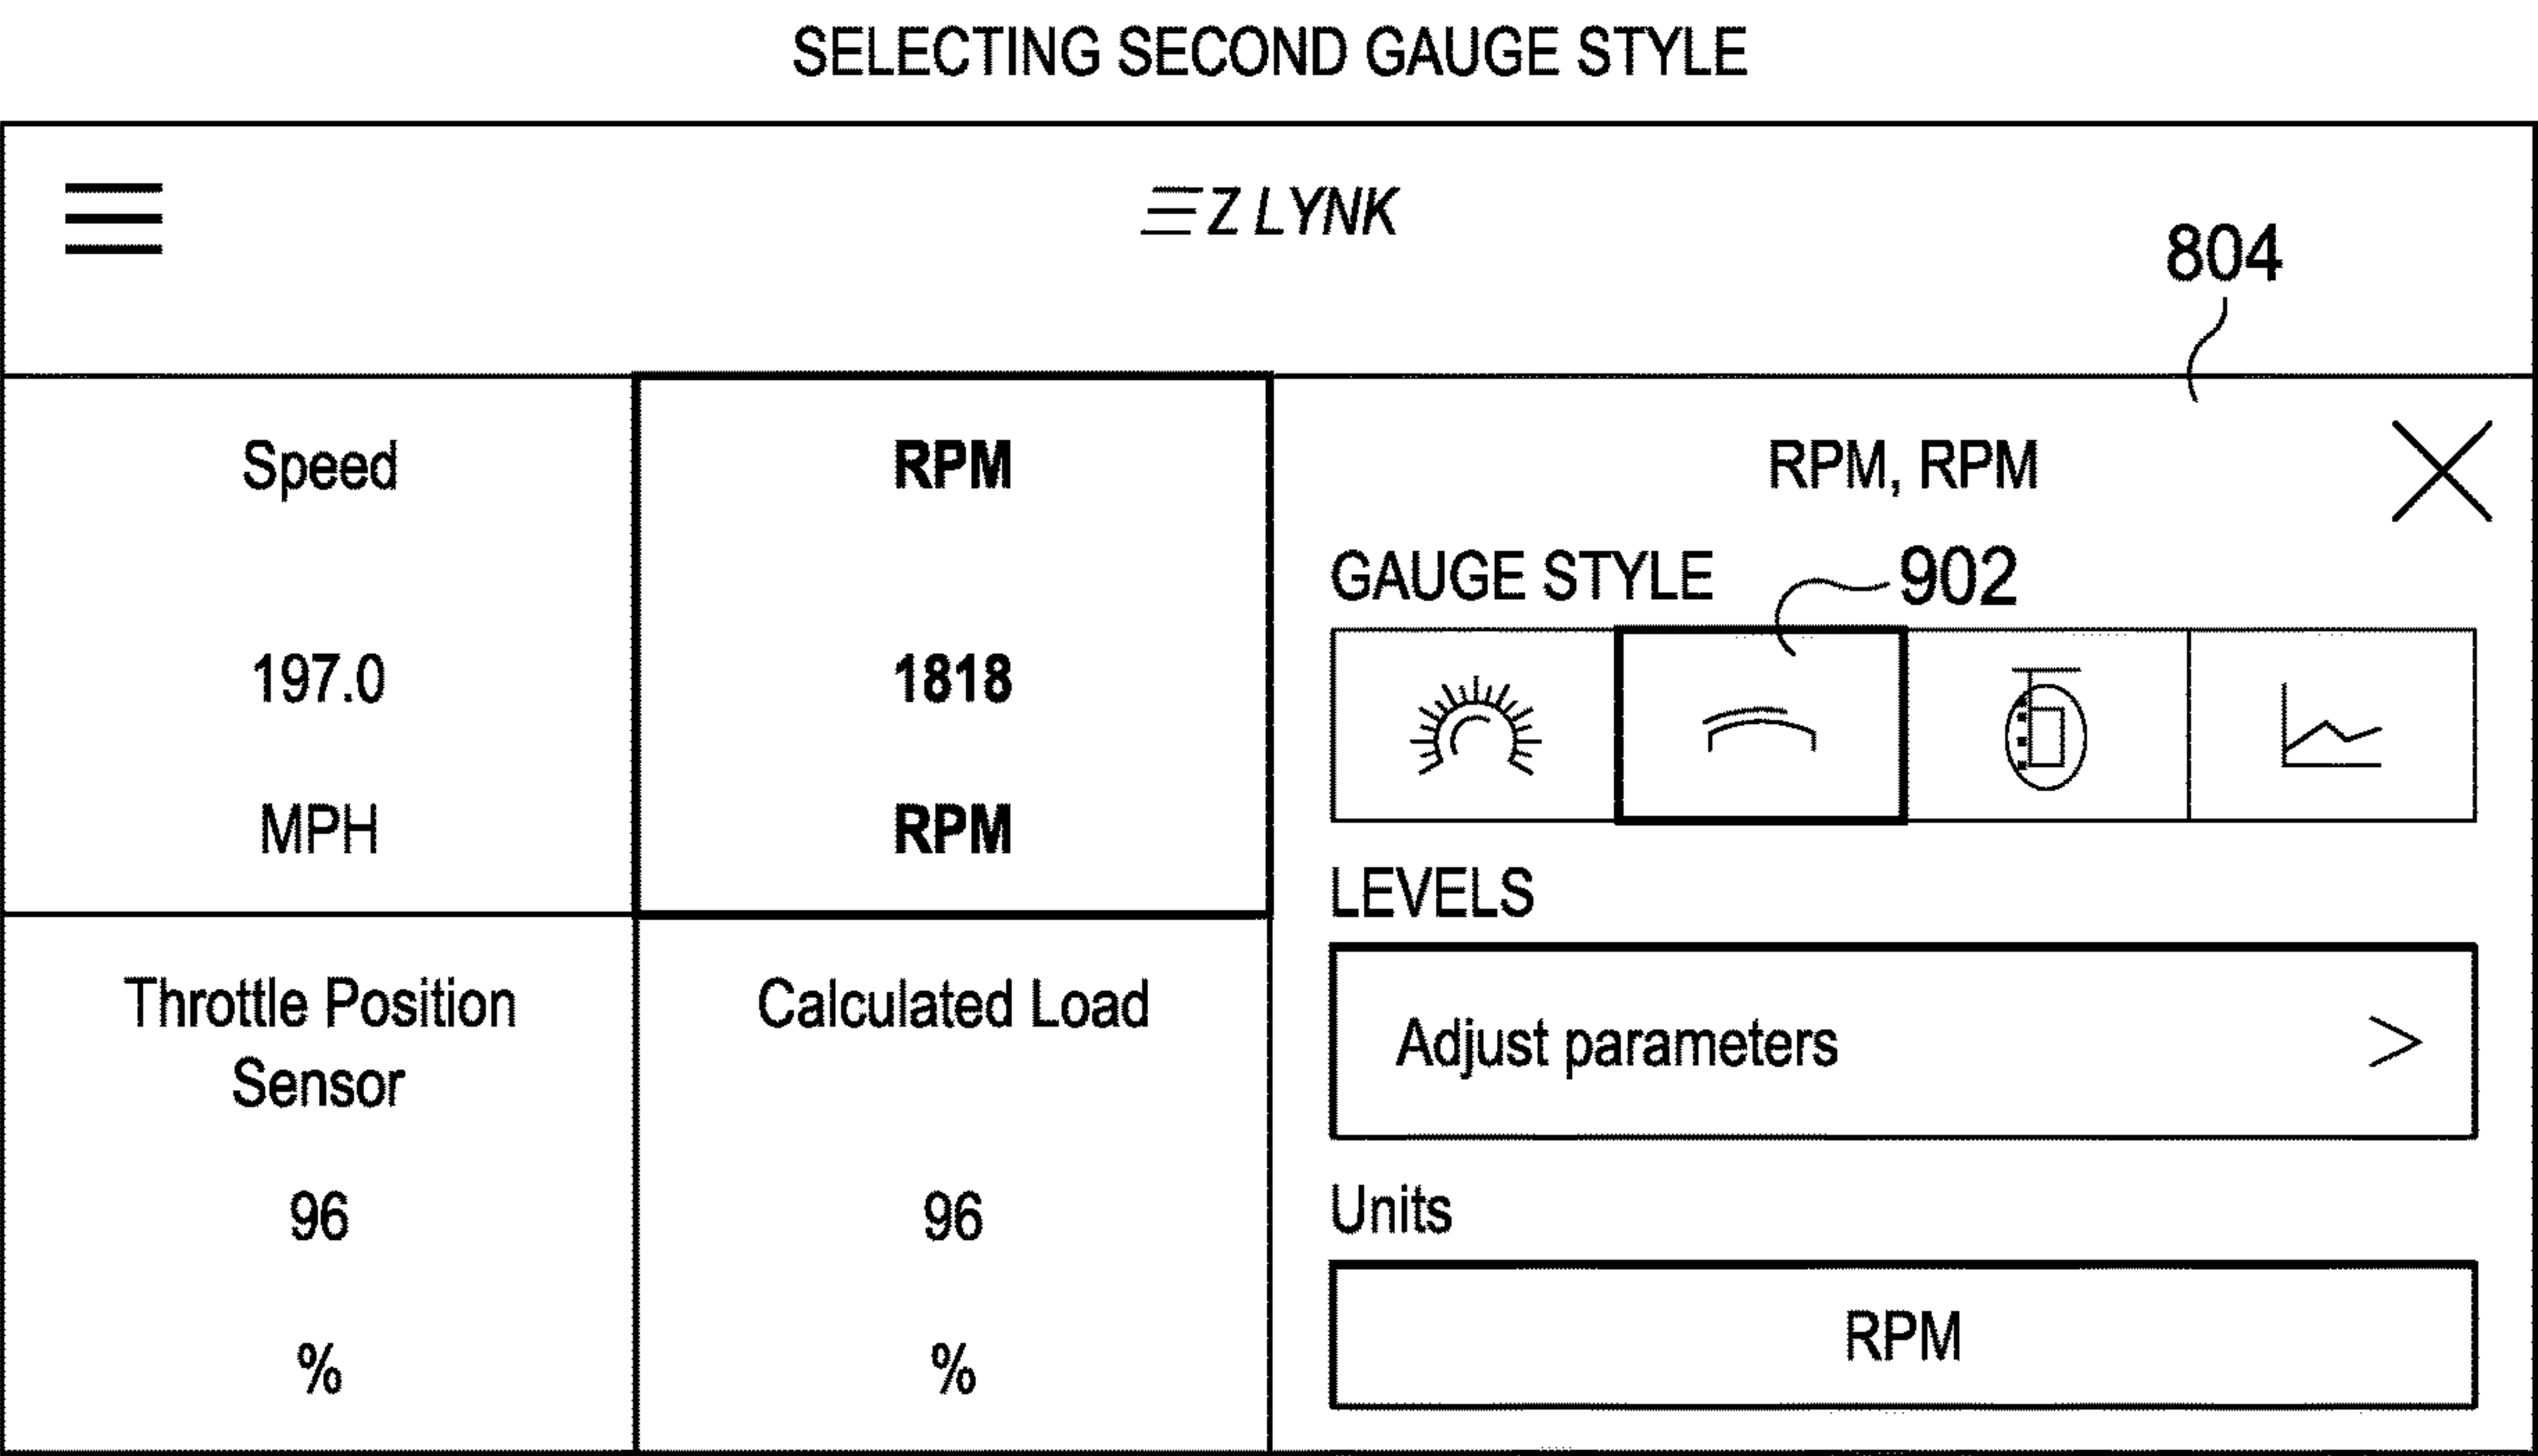 SELECTING SECOND GAUGE STYLE
EZ LYNK
804
Speed
197.0
MPH
RPM
1818
RPM
Throttle Position
Sensor
96
%
Calculated Load
96
%
RPM, RPM
GAUGE STYLE
902
LEVELS
Adjust parameters >
Units
RPM